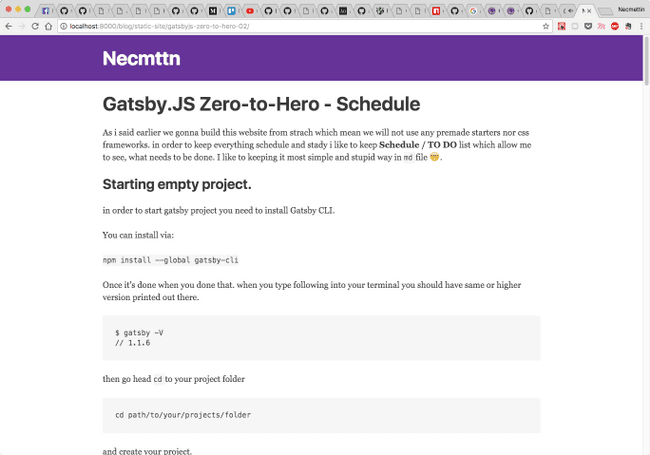 Necmettin
localhost:8000/blog/static-site/gatsbyjs-zero-to-hero-02/
Necmttn
Gatsby.JS Zero-to-Hero - Schedule
As i said earlier we gonna build this website from strach which mean we will not use any premade starters nor css
frameworks. in order to keep everything schedule and stady i like to keep Schedule / TO DO list which allow me
to see, what needs to be done. I like to keeping it most simple and stupid way in md file 😁.
Starting empty project.
in order to start gatsby project you need to install Gatsby CLI.
You can install via:
npm install --global gatsby-cli
Once it's done when you done that. when you type following into your terminal you should have same or higher
version printed out there.
$ gatsby -V
// 1.1.6
then go head cd to your project folder
cd path/to/your/projects/folder
and create your project.